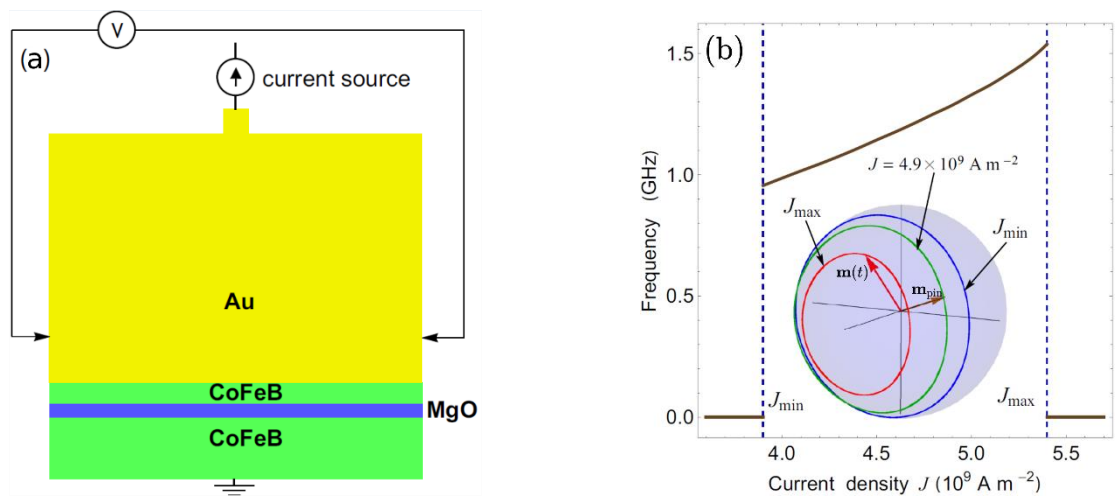 V
(a)
current source
Au
CoFeB
MgO
CoFeB
(b)
1.5
J = 4.9 × 10⁹ A m⁻²
1.0
Frequency (GHz)
J_max
J_min
m(t)
m_pin
0.5
J_min
J_max
0.0
4.0 4.5 5.0 5.5
Current density J (10⁹ A m⁻²)